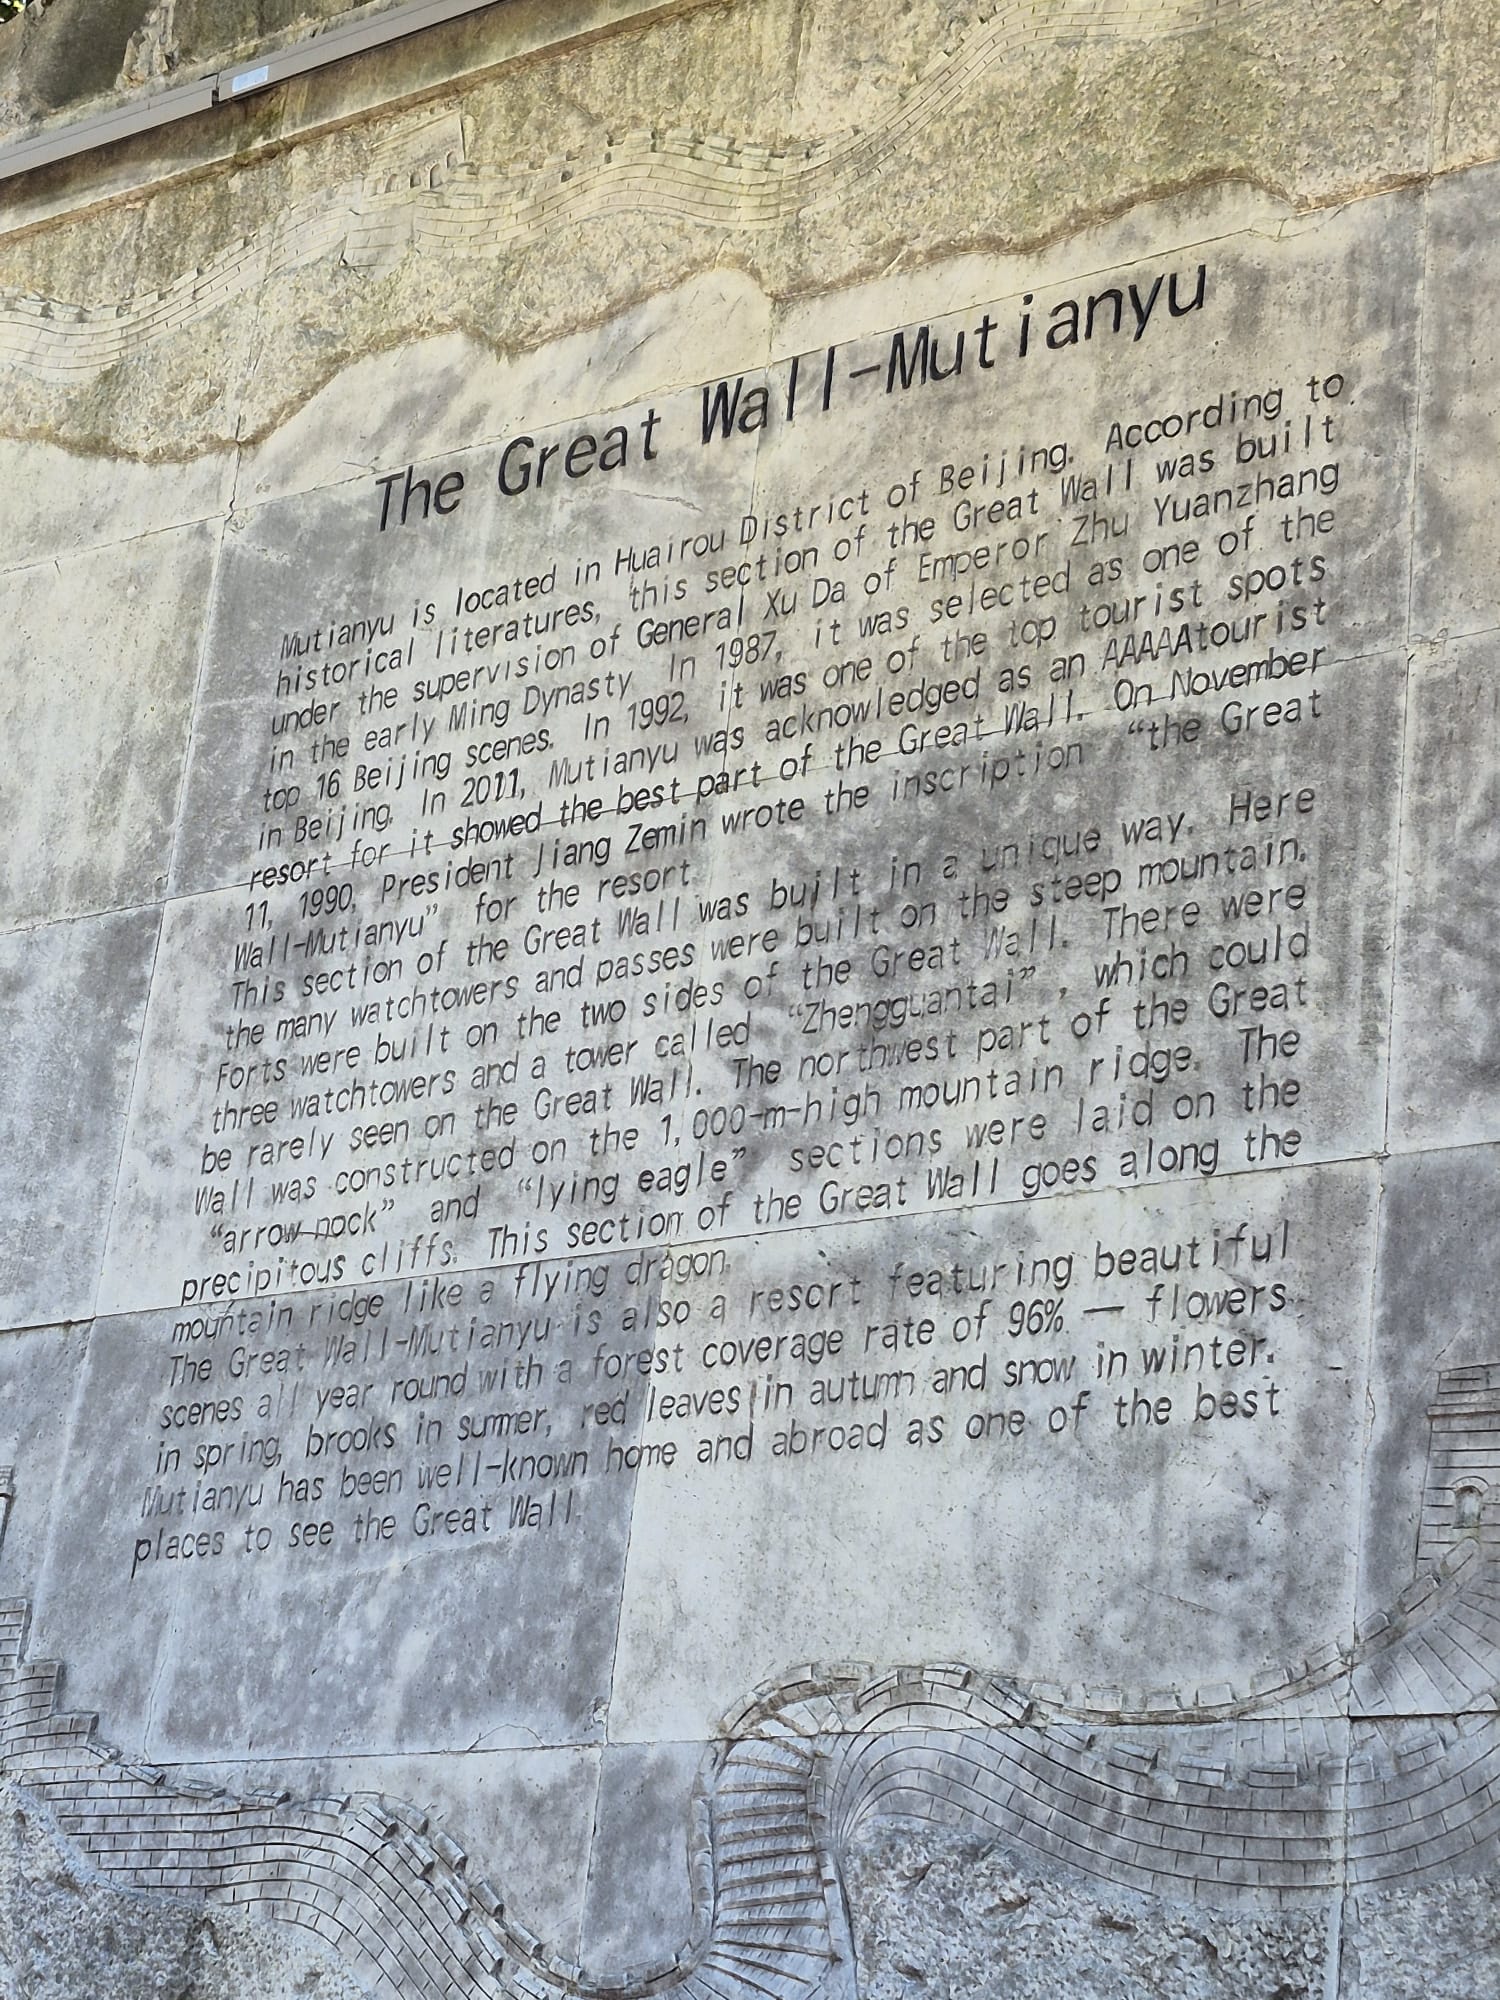 The Great Wall-Mutianyu
Mutianyu is located in Huairou District of Beijing. According to
historical literatures, this section of the Great Wall was built
under the supervision of General Xu Da of Emperor Zhu Yuanzhang
in the early Ming Dynasty. In 1987, it was selected as one of the
top 16 Beijing scenes. In 1992, it was one of the top tourist spots
in Beijing. In 2011, Mutianyu was acknowledged as an AAAAAtourist
resort for it showed the best part of the Great Wall. On November
11, 1990, President Jiang Zemin wrote the inscription “the Great
Wall-Mutianyu” for the resort.
This section of the Great Wall was built in a unique way. Here
the many watchtowers and passes were built on the steep mountain.
Forts were built on the two sides of the Great Wall. There were
three watchtowers and a tower called “Zhengguantai”, which could
be rarely seen on the Great Wall. The northwest part of the Great
Wall was constructed on the 1,000-m-high mountain ridge. The
“arrow nock” and “lying eagle” sections were laid on the
precipitous cliffs. This section of the Great Wall goes along the
mountain ridge like a flying dragon.
The Great Wall-Mutianyu is also a resort featuring beautiful
scenes all year round with a forest coverage rate of 96% — flowers
in spring, brooks in summer, red leaves in autumn and snow in winter.
Mutianyu has been well-known home and abroad as one of the best
places to see the Great Wall.